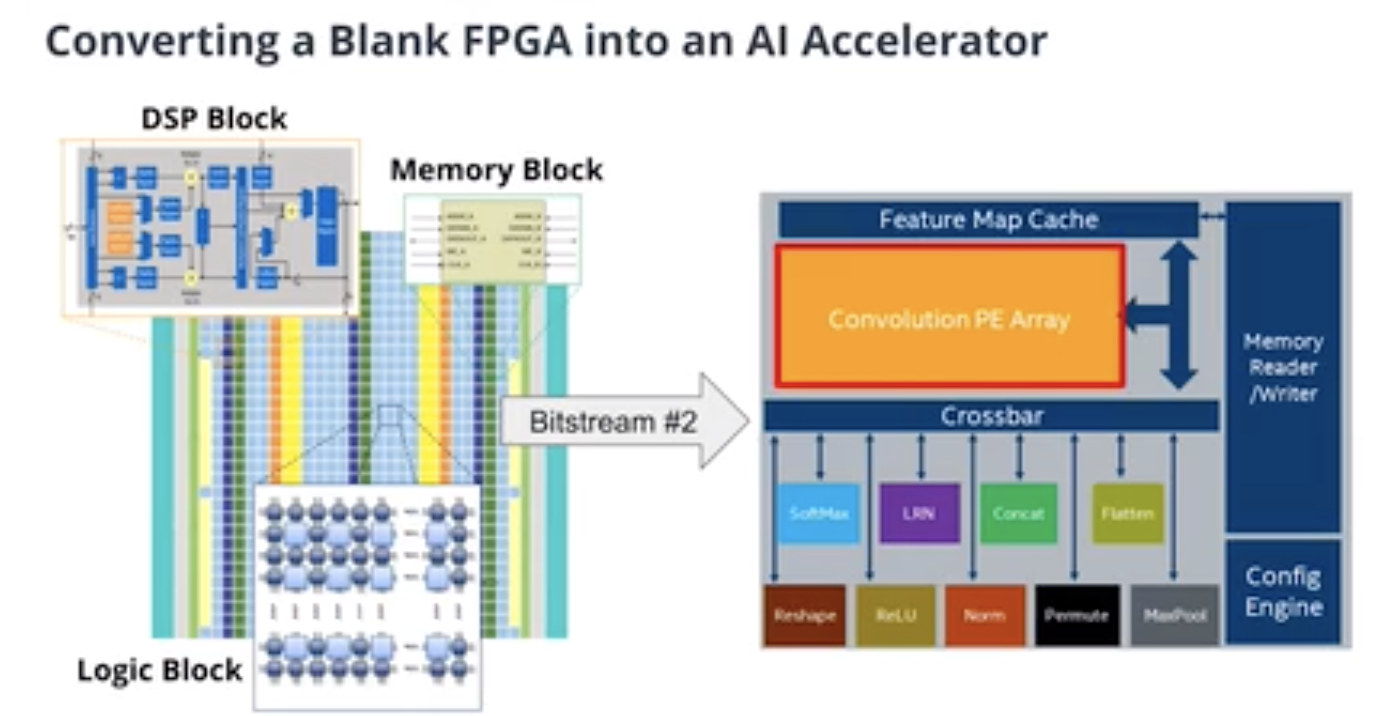 Converting a Blank FPGA into an AI Accelerator
DSP Block
Memory Block
Feature Map Cache
Convolution PE Array
Memory
Reader
/Writer
Crossbar
Bitstream #2
SoftMax
LRN
Concat
Flatten
Config
Engine
Reshape
ReLU
Norm
Permute
MaxPool
Logic Block